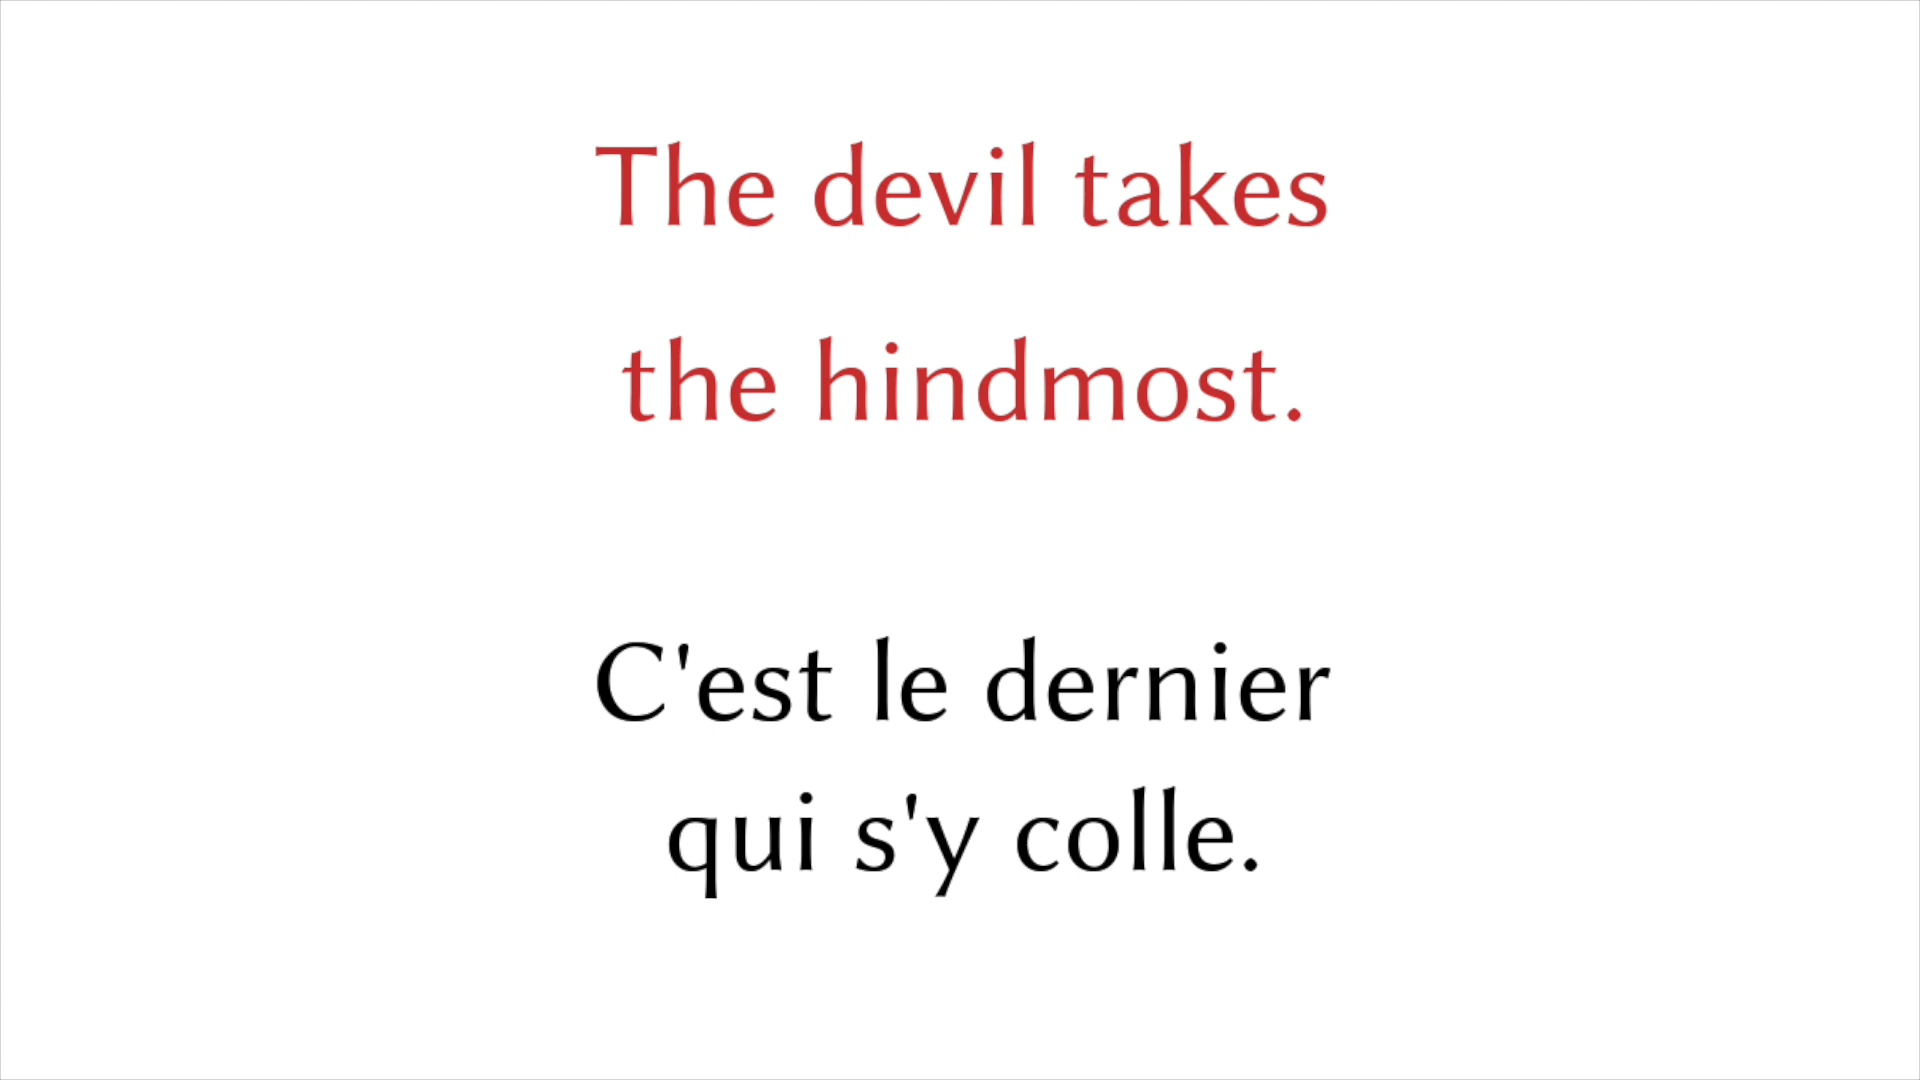 The devil takes
the hindmost.
C'est le dernier
qui s'y colle.